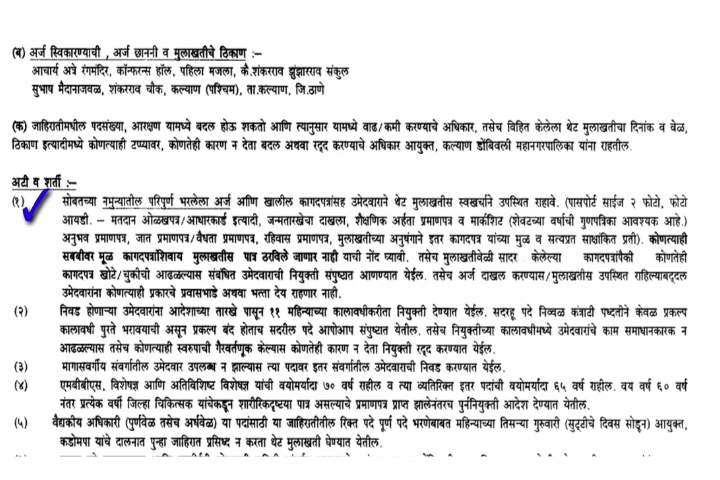 (ब) अर्ज स्विकारण्याची , अर्ज छाननी व मुलाखतीचे ठिकाण :–
आचार्य अत्रे रंगमंदिर, कॉन्फरन्स हॉल, पहिला मजला, कै.शंकरराव झुंझारराव संकुल
सुभाष मैदानाजवळ, शंकरराव चौक, कल्याण (पश्चिम), ता.कल्याण, जि.ठाणे
(क) जाहिरातीमधील पदसंख्या, आरक्षण यामध्ये बदल होऊ शकतो आणि त्यानुसार यामध्ये वाढ/कमी करण्याचे अधिकार, तसेच विहित केलेला थेट मुलाखतीचा दिनांक व वेळ,
ठिकाण इत्यादीमध्ये कोणत्याही टप्प्यावर, कोणतेही कारण न देता बदल अथवा रद्द करण्याचे अधिकार आयुक्त, कल्याण डोंबिवली महानगरपालिका यांना राहतील.
अटी व शर्ती :–
(१) सोबतच्या नमुन्यातील परिपुर्ण भरलेला अर्ज आणि खालील कागदपत्रांसह उमेदवाराने थेट मुलाखतीस स्वखर्चाने उपस्थित राहावे. (पासपोर्ट साईज २ फोटो, फोटो
आयडी. – मतदान ओळखपत्र/आधारकार्ड इत्यादी, जन्मतारखेचा दाखला, शैक्षणिक अर्हता प्रमाणपत्र व मार्कशिट (शेवटच्या वर्षाची गुणपत्रिका आवश्यक आहे.)
अनुभव प्रमाणपत्र, जात प्रमाणपत्र/वैधता प्रमाणपत्र, रहिवास प्रमाणपत्र, मुलाखतीच्या अनुषंगाने इतर कागदपत्र यांच्या मुळ व सत्यप्रत साक्षांकित प्रती). कोणत्याही
सबबीवर मूळ कागदपत्रांशिवाय मुलाखतीस पात्र ठरविले जाणार नाही याची नोंद घ्यावी. तसेच मुलाखतीवेळी सादर केलेल्या कागदपत्रांपैकी कोणतेही
कागदपत्र खोटे/चुकीची आढळल्यास संबंधित उमेदवाराची नियुक्ती संपुष्टात आणण्यात येईल. तसेच अर्ज दाखल करण्यास/मुलाखतीस उपस्थित राहिल्याबद्दल
उमेदवारांना कोणत्याही प्रकारचे प्रवासभाडे अथवा भत्ता देय राहणार नाही.
(२) निवड होणाऱ्या उमेदवारांना आदेशाच्या तारखे पासून ११ महिन्याच्या कालावधीकरीता नियुक्ती देण्यात येईल. सदरहू पदे निव्वळ कंत्राटी पध्दतीने केवळ प्रकल्प
कालावधी पुरते भरावयाची असून प्रकल्प बंद होताच सदरील पदे आपोआप संपुष्टात येतील. तसेच नियुक्तीच्या कालावधीमध्ये उमेदवारांचे काम समाधानकारक न
आढळल्यास तसेच कोणत्याही स्वरुपाची गैरवर्तणूक केल्यास कोणतेही कारण न देता नियुक्ती रद्द करण्यात येईल.
(३) मागासवर्गीय संवर्गातील उमेदवार उपलब्ध न झाल्यास त्या पदावर इतर संवर्गातील उमेदवाराची निवड करण्यात येईल.
(४) एमबीबीएस, विशेषज्ञ आणि अतिविशिष्ट विशेषज्ञ यांची वयोमर्यादा ७० वर्ष राहील व त्या व्यतिरिक्त इतर पदांची वयोमर्यादा ६५ वर्ष राहील. वय वर्ष ६० वर्ष
नंतर प्रत्येक वर्षी जिल्हा चिकित्सक यांचेकडून शारीरिकदृष्टया पात्र असल्याचे प्रमाणपत्र प्राप्त झालेनंतरच पुर्ननियुक्ती आदेश देण्यात येतील.
(५) वैद्यकीय अधिकारी (पुर्णवेळ तसेच अर्धवेळ) या पदांसाठी या जाहिरातीतील रिक्त पदे पूर्ण पदे भरणेबाबत महिन्याच्या तिसऱ्या गुरुवारी (सुट्टीचे दिवस सोडून) आयुक्त,
कडोमपा यांचे दालनात पुन्हा जाहिरात प्रसिध्द न करता थेट मुलाखती घेण्यात येतील.